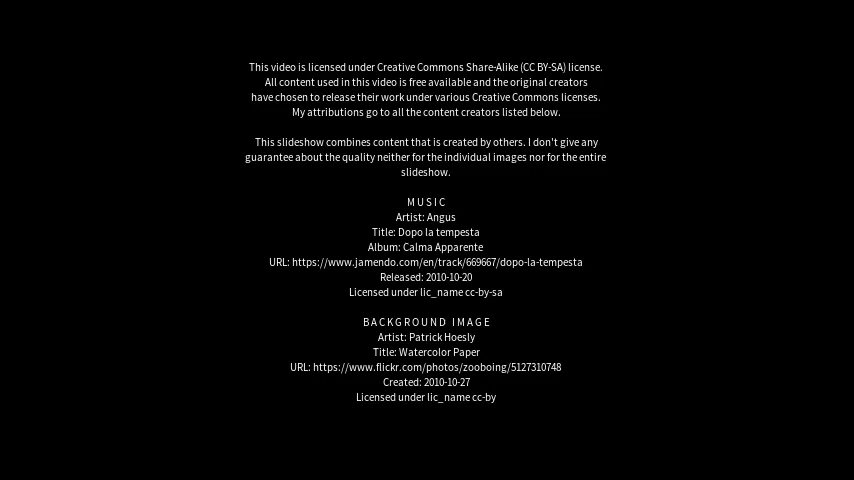 This video is licensed under Creative Commons Share-Alike (CC BY-SA) license.
All content used in this video is free available and the original creators
have chosen to release their work under various Creative Commons licenses.
My attributions go to all the content creators listed below.
This slideshow combines content that is created by others. I don't give any
guarantee about the quality neither for the individual images nor for the entire
slideshow.
MUSIC
Artist: Angus
Title: Dopo la tempesta
Album: Calma Apparente
URL: https://www.jamendo.com/en/track/669667/dopo-la-tempesta
Released: 2010-10-20
Licensed under lic_name cc-by-sa
BACKGROUND IMAGE
Artist: Patrick Hoesly
Title: Watercolor Paper
URL: https://www.flickr.com/photos/zooboing/5127310748
Created: 2010-10-27
Licensed under lic_name cc-by